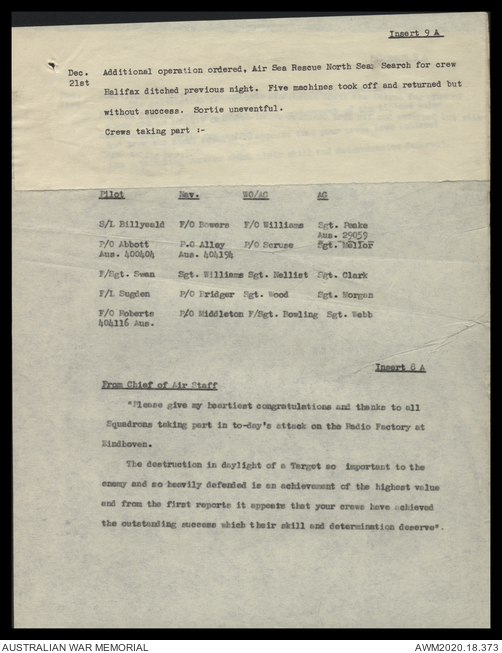 Insert 9 A
Dec. 21st Additional operation ordered, Air Sea Rescue North Sea: Search for crew
Halifax ditched previous night. Five machines took off and returned but
without success. Sortie uneventful.
Crews taking part :-
Pilot Nav. WO/AG AG
S/L Billyeald F/O Bowers F/O Williams Sgt. Peake
Aus. 29059
P/O Abbott P.O Alley P/O Scruse Sgt. Mellor
Aus. 400404 Aus. 404194
F/Sgt. Swan Sgt. Williams Sgt. Nellist Sgt. Clark
F/L Sugden P/O Bridger Sgt. Wood Sgt. Morgan
F/O Roberts P/O Middleton F/Sgt. Bowling Sgt. Webb
404116 Aus.
Insert 8 A
From Chief of Air Staff
"Please give my heartiest congratulations and thanks to all
Squadrons taking part in to-day's attack on the Radio Factory at
Eindhoven.
The destruction in daylight of a Target so important to the
enemy and so heavily defended is an achievement of the highest value
and from the first reports it appears that your crews have achieved
the outstanding success which their skill and determination deserve".
AUSTRALIAN WAR MEMORIAL AWM2020.18.373